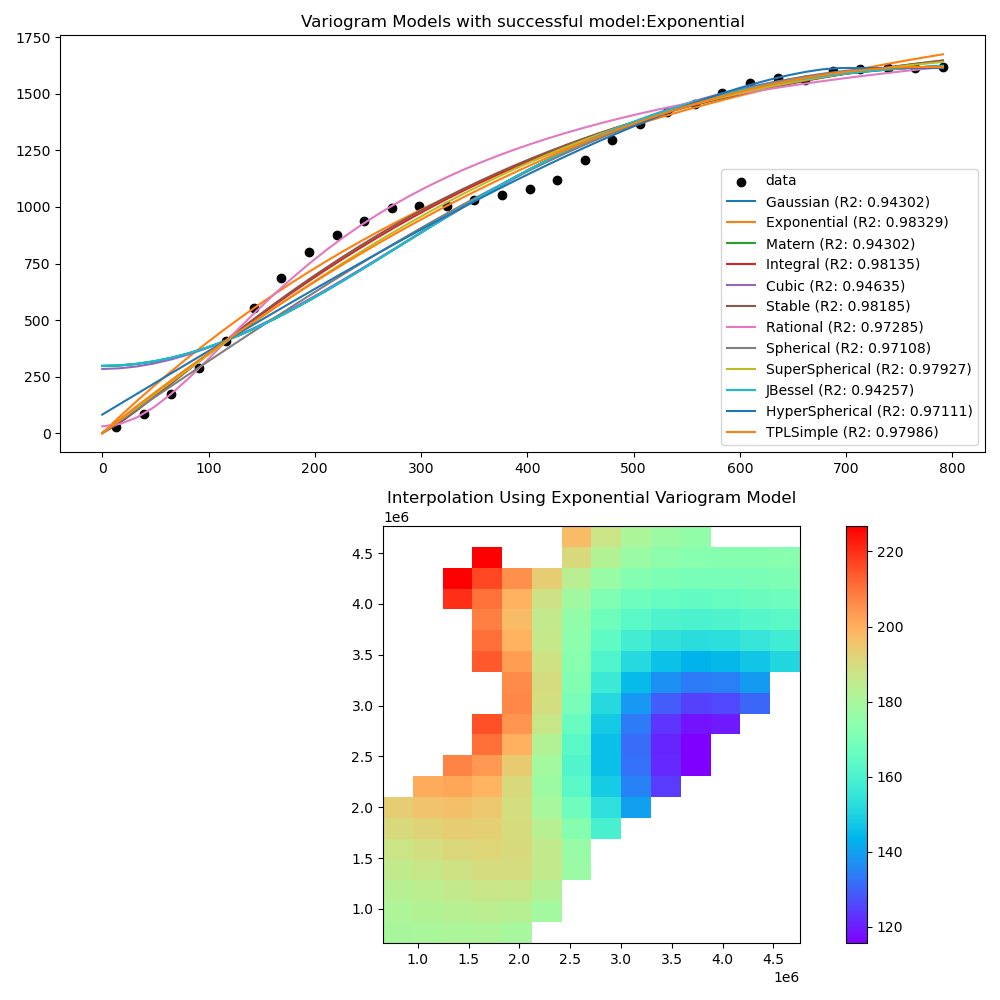 Variogram Models with successful model:Exponential
1750
1500
1250
1000
750
500
250
0
data
Gaussian (R2: 0.94302)
Exponential (R2: 0.98329)
Matern (R2: 0.94302)
Integral (R2: 0.98135)
Cubic (R2: 0.94635)
Stable (R2: 0.98185)
Rational (R2: 0.97285)
Spherical (R2: 0.97108)
SuperSpherical (R2: 0.97927)
JBessel (R2: 0.94257)
HyperSpherical (R2: 0.97111)
TPLSimple (R2: 0.97986)
0 100 200 300 400 500 600 700 800
Interpolation Using Exponential Variogram Model
1e6
4.5
4.0
3.5
3.0
2.5
2.0
1.5
1.0
1.0 1.5 2.0 2.5 3.0 3.5 4.0 4.5
1e6
220
200
180
160
140
120